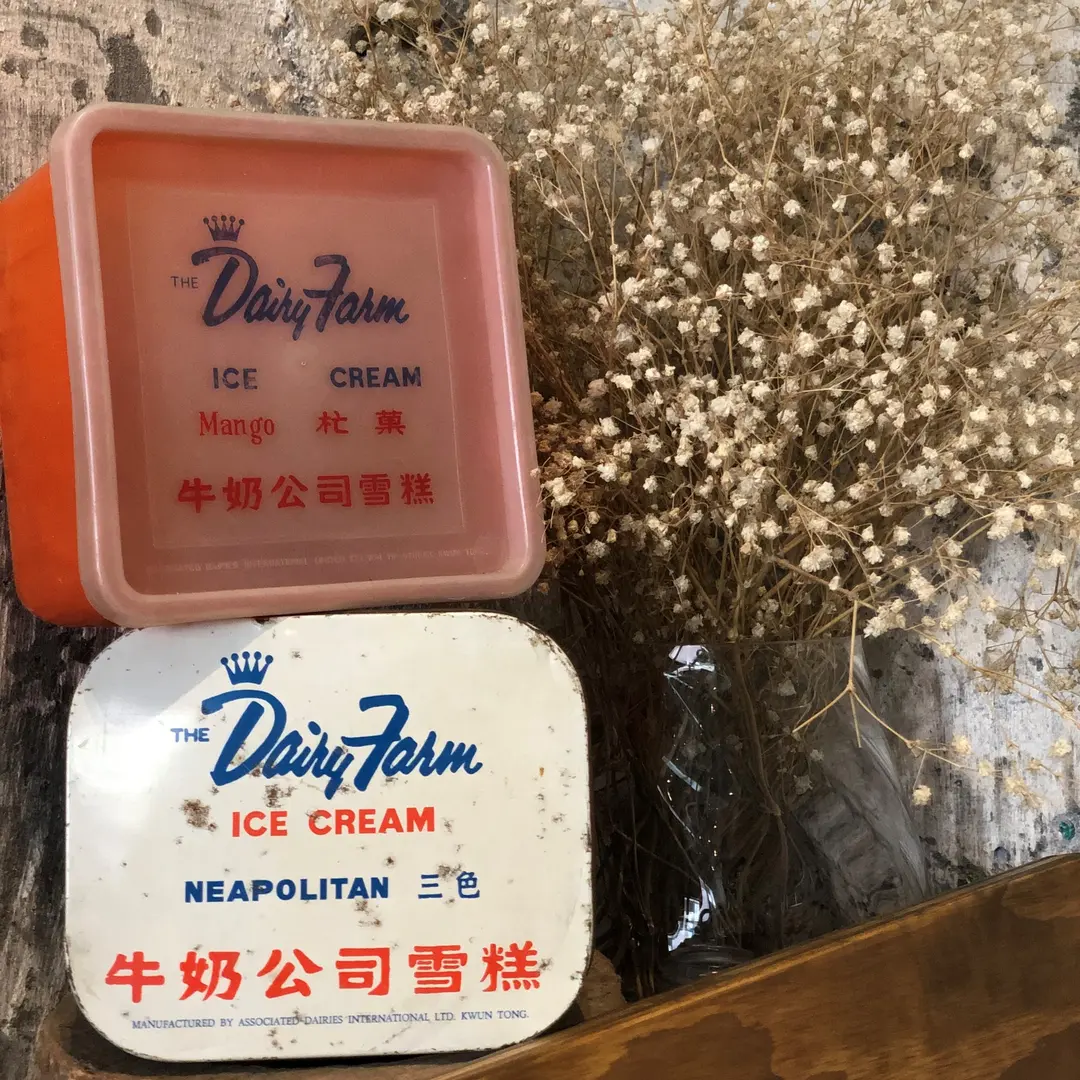 THE Dairy Farm
ICE CREAM
Mango 杧菓
牛奶公司雪糕
THE Dairy Farm
ICE CREAM
NEAPOLITAN 三色
牛奶公司雪糕
MANUFACTURED BY ASSOCIATED DAIRIES INTERNATIONAL LTD. KWUN TONG.